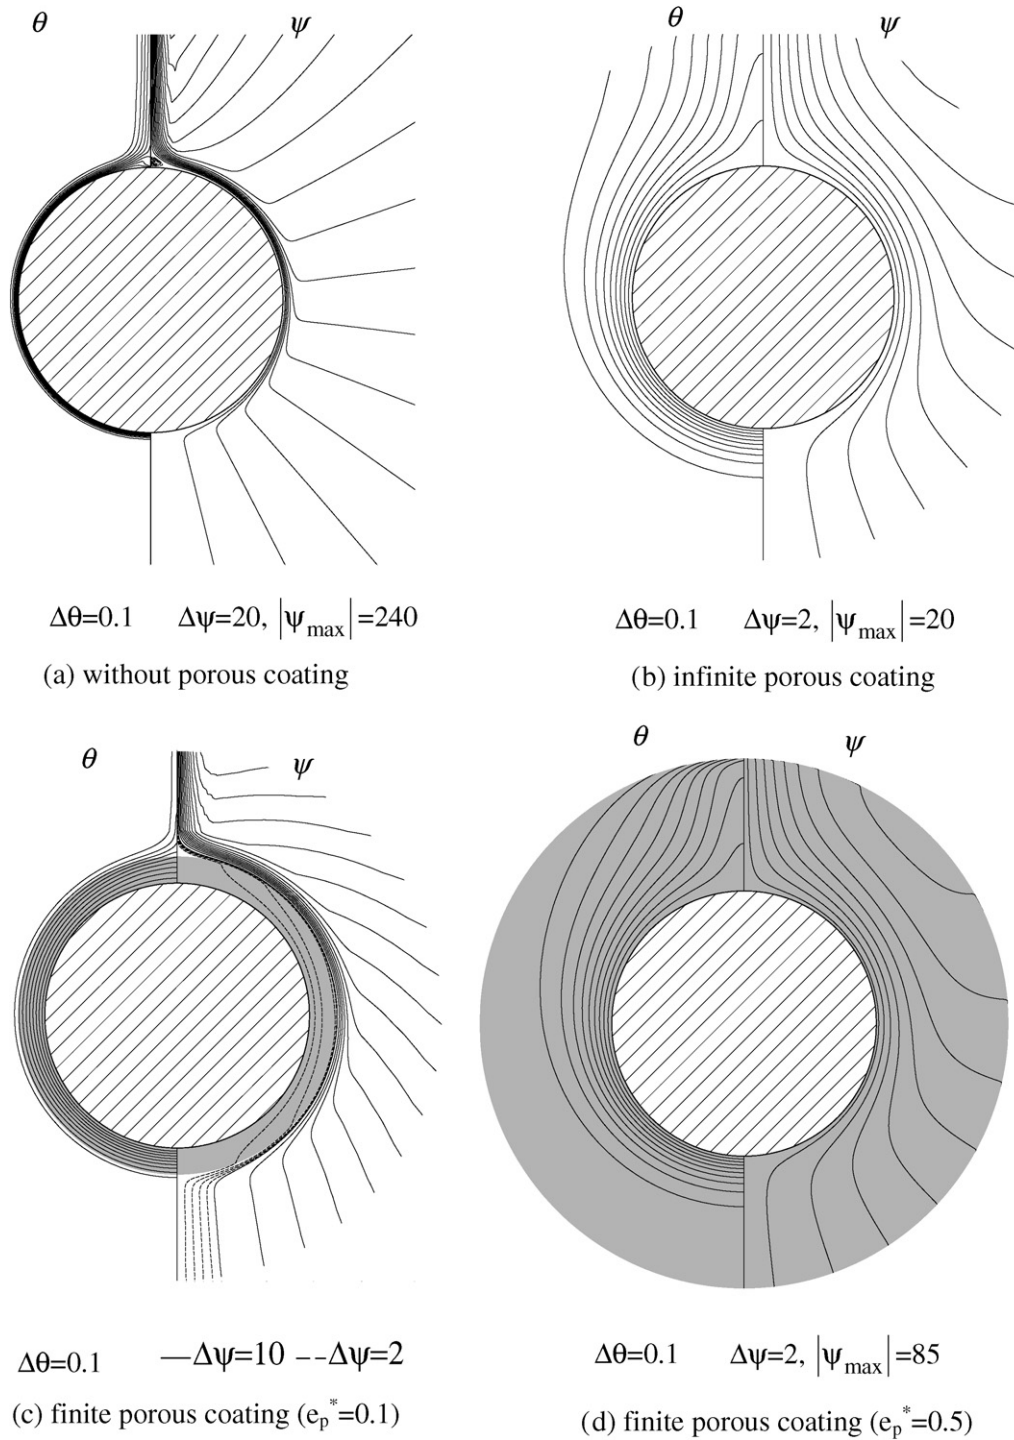 θ ψ
θ ψ
Δθ=0.1 Δψ=20, |ψmax|=240
(a) without porous coating
Δθ=0.1 Δψ=2, |ψmax|=20
(b) infinite porous coating
θ ψ
θ ψ
Δθ=0.1 —Δψ=10 --Δψ=2
(c) finite porous coating (ep*=0.1)
Δθ=0.1 Δψ=2, |ψmax|=85
(d) finite porous coating (ep*=0.5)